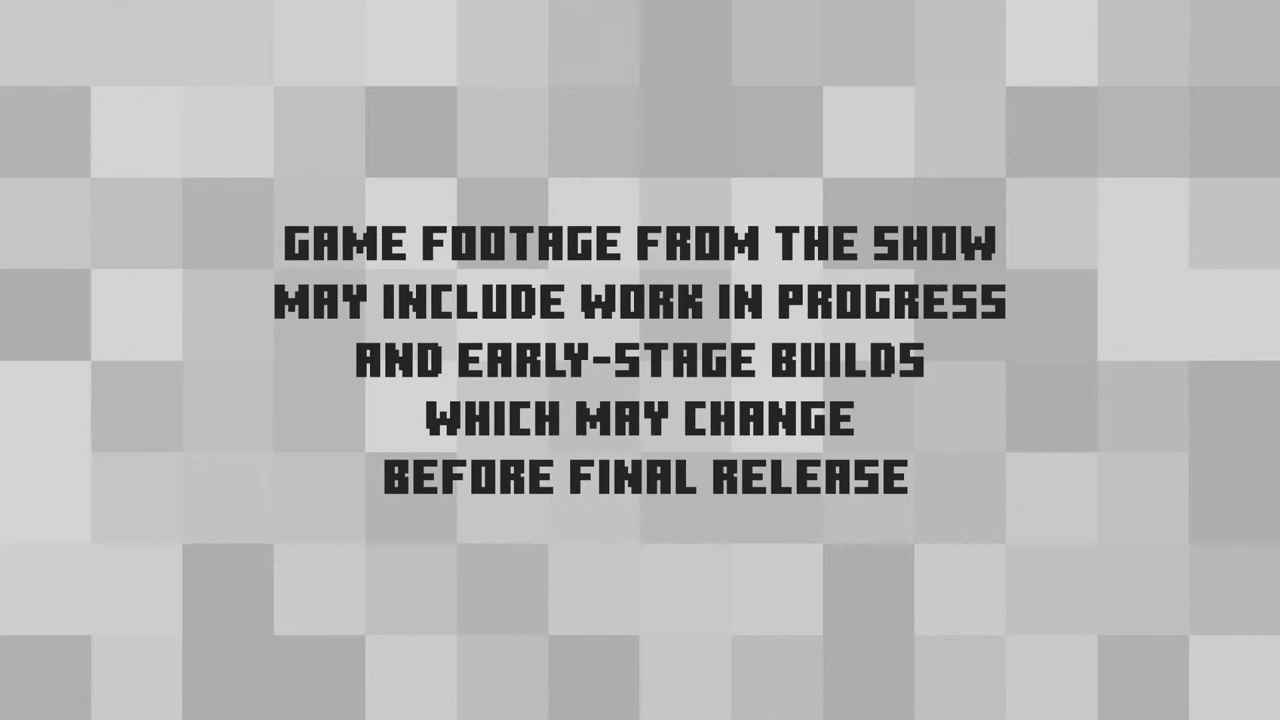 GAME FOOTAGE FROM THE SHOW
MAY INCLUDE WORK IN PROGRESS
AND EARLY-STAGE BUILDS
WHICH MAY CHANGE
BEFORE FINAL RELEASE